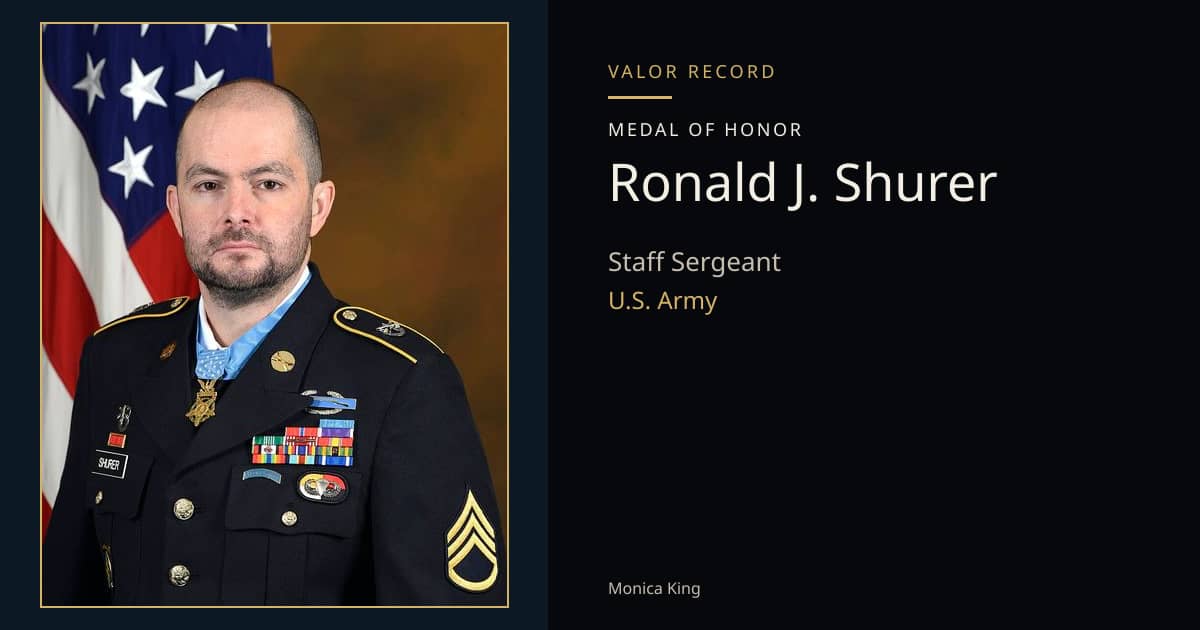 VALOR RECORD
MEDAL OF HONOR
Ronald J. Shurer
Staff Sergeant
U.S. Army
Monica King
SHURER